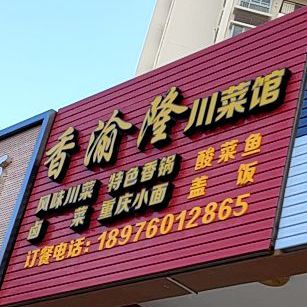 香渝隆川菜馆
风味川菜 特色香锅 酸菜鱼
卤菜 重庆小面 盖饭
订餐电话：18976012865